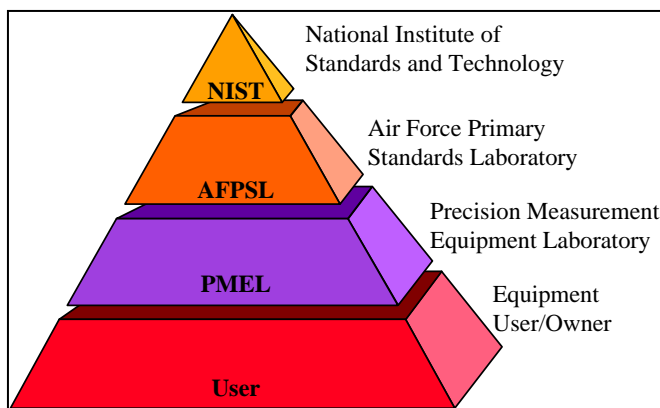 National Institute of
Standards and Technology
NIST
Air Force Primary
Standards Laboratory
AFPSL
Precision Measurement
Equipment Laboratory
PMEL
Equipment
User/Owner
User